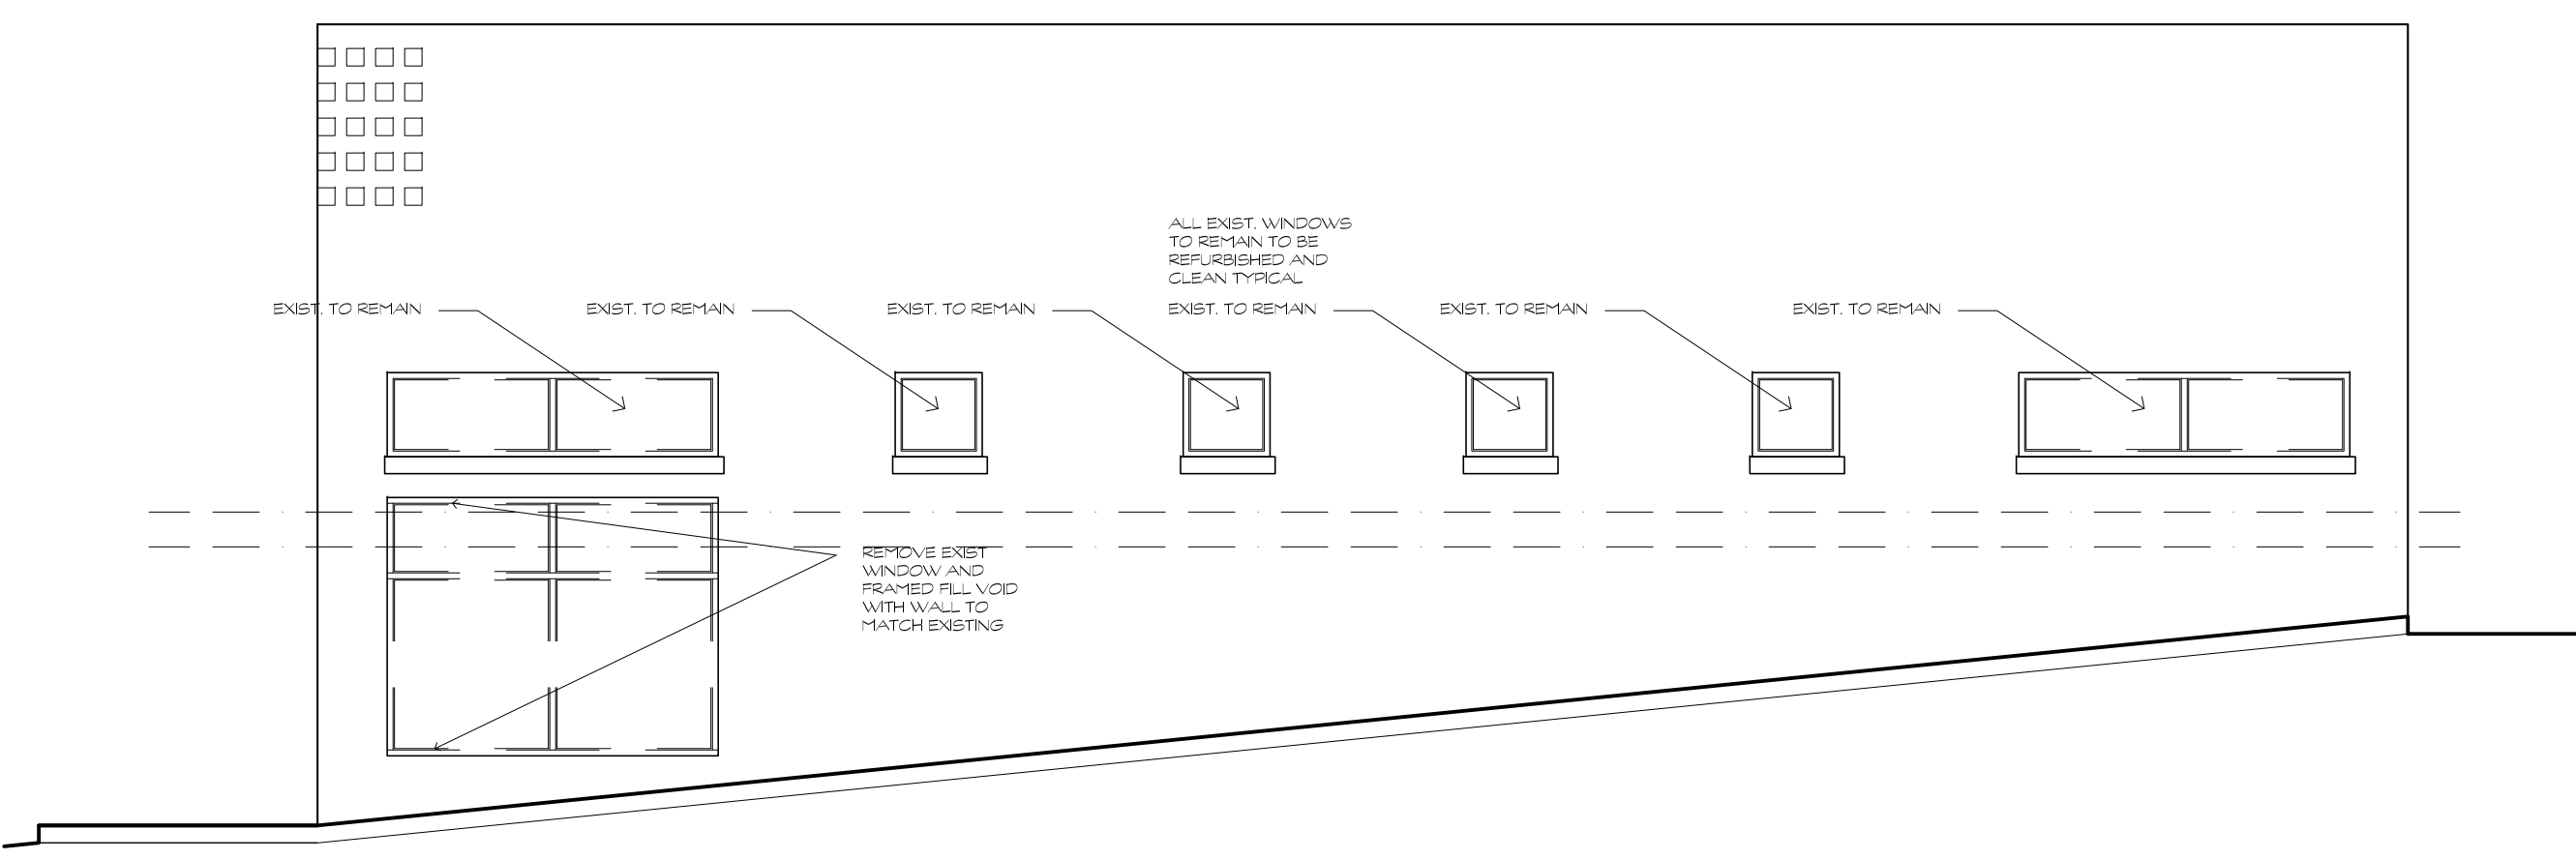 ALL EXIST. WINDOWS
TO REMAIN TO BE
REFURBISHED AND
CLEAN TYPICAL
EXIST. TO REMAIN
EXIST. TO REMAIN
EXIST. TO REMAIN
EXIST. TO REMAIN
EXIST. TO REMAIN
EXIST. TO REMAIN
REMOVE EXIST
WINDOW AND
FRAMED FILL VOID
WITH WALL TO
MATCH EXISTING